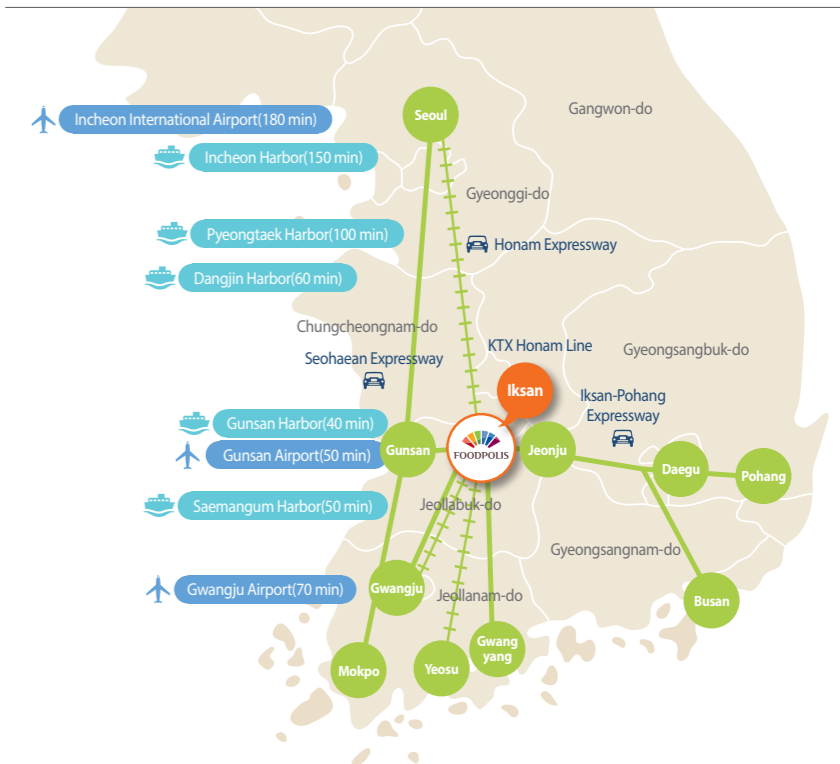 Seoul
Gangwon-do
Incheon International Airport(180 min)
Incheon Harbor(150 min)
Gyeonggi-do
Pyeongtaek Harbor(100 min)
Honam Expressway
Dangjin Harbor(60 min)
Chungcheongnam-do
KTX Honam Line
Gyeongsangbuk-do
Seohaean Expressway
Iksan
Iksan-Pohang
Expressway
Gunsan Harbor(40 min)
Gunsan
FOODPOLIS
Jeonju
Gunsan Airport(50 min)
Daegu
Pohang
Saemangum Harbor(50 min)
Jeollabuk-do
Gyeongsangnam-do
Gwangju Airport(70 min)
Gwangju
Jeollanam-do
Busan
Mokpo
Yeosu
Gwang
yang